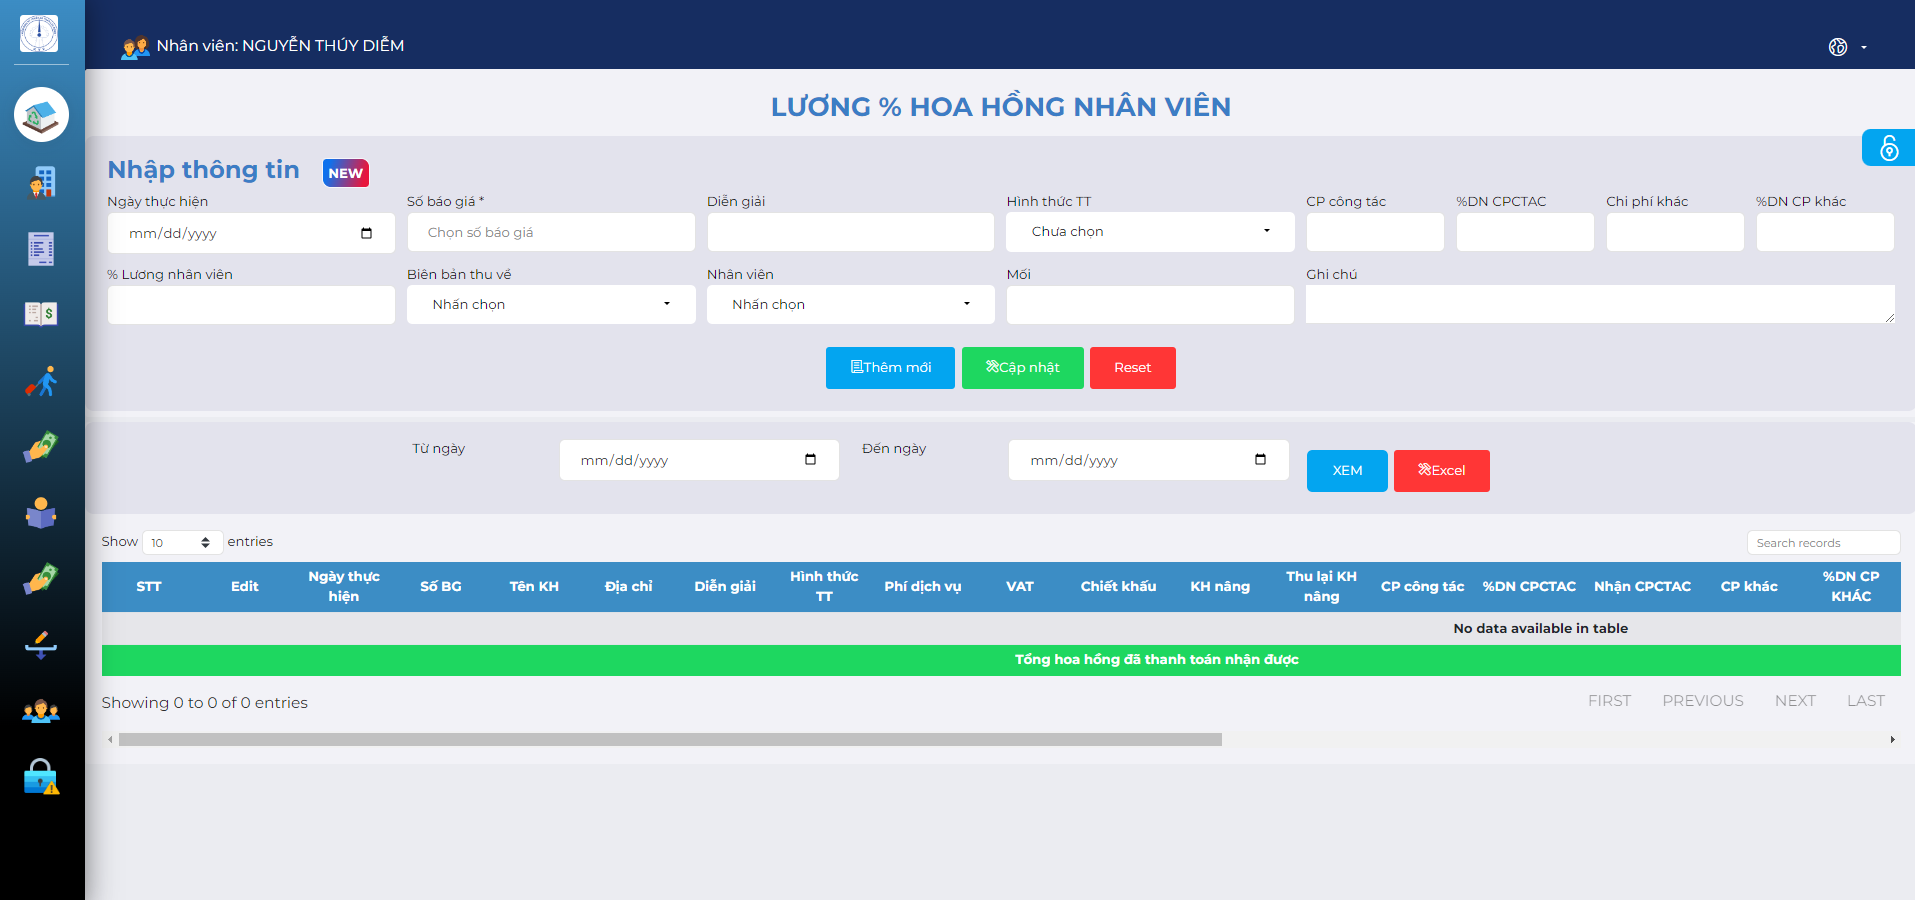 Nhân viên: NGUYỄN THÚY DIỄM
LƯƠNG % HOA HỒNG NHÂN VIÊN
Nhập thông tin NEW
Ngày thực hiện Số báo giá * Diễn giải Hình thức TT CP công tác %DN CPCTAC Chi phí khác %DN CP khác
mm/dd/yyyy Chọn số báo giá Chưa chọn
% Lương nhân viên Biên bản thu về Nhân viên Mối Ghi chú
Nhấn chọn Nhấn chọn
Thêm mới Cập nhật Reset
Từ ngày mm/dd/yyyy Đến ngày mm/dd/yyyy XEM Excel
Show 10 entries Search records
STT Edit Ngày thực hiện Số BG Tên KH Địa chỉ Diễn giải Hình thức TT Phí dịch vụ VAT Chiết khấu KH nâng Thu lại KH nâng CP công tác %DN CPCTAC Nhận CPCTAC CP khác %DN CP KHÁC
No data available in table
Tổng hoa hồng đã thanh toán nhận được
Showing 0 to 0 of 0 entries FIRST PREVIOUS NEXT LAST